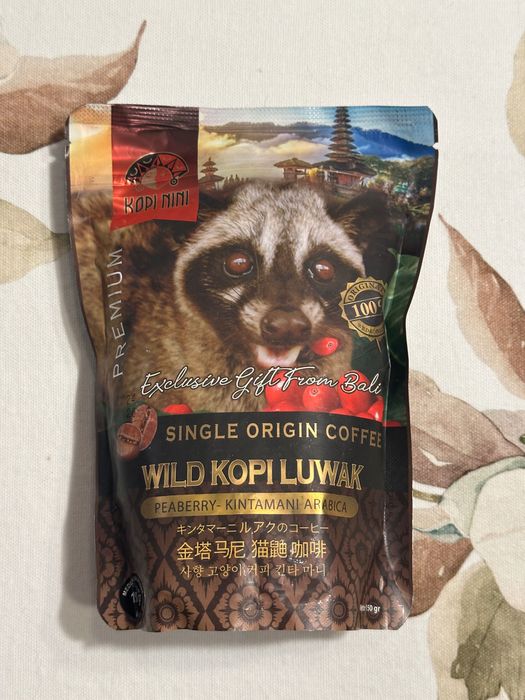 KOPI NINI
PREMIUM
ORIGINAL
100%
Exclusive Gift From Bali
SINGLE ORIGIN COFFEE
WILD KOPI LUWAK
PEABERRY- KINTAMANI ARABICA
キンタマーニルアクのコーヒー
金塔马尼 猫鼬 咖啡
사향 고양이 커피 킨타 마니